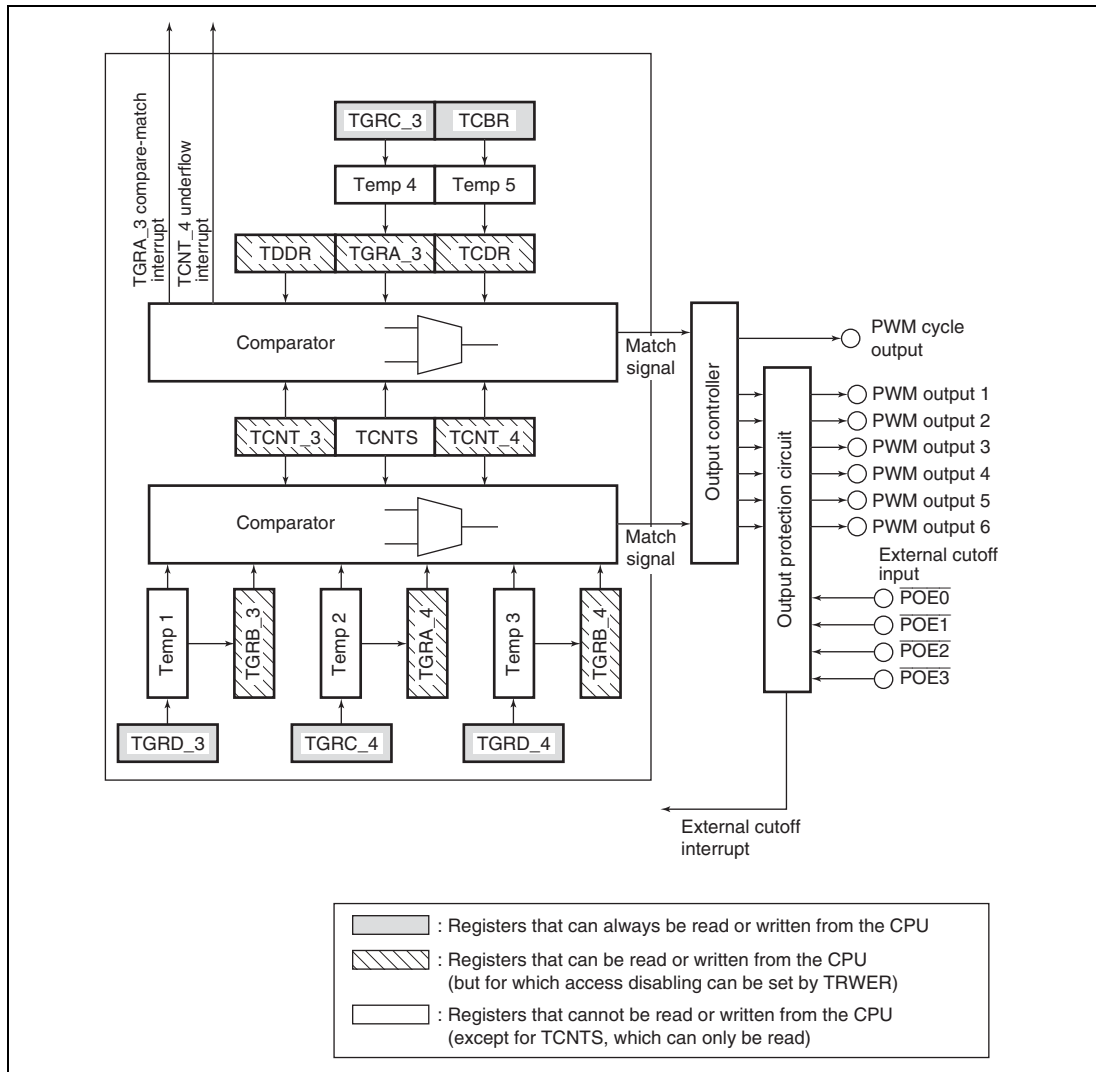 TGRA_3 compare-match
interrupt
TCNT_4 underflow
interrupt
TGRC_3
TCBR
Temp 4
Temp 5
TDDR
TGRA_3
TCDR
Comparator
Match
signal
PWM cycle
output
Output controller
Output protection circuit
PWM output 1
PWM output 2
PWM output 3
PWM output 4
PWM output 5
PWM output 6
TCNT_3
TCNTS
TCNT_4
Comparator
Match
signal
External cutoff
input
POE0
POE1
POE2
POE3
Temp 1
TGRB_3
Temp 2
TGRA_4
Temp 3
TGRB_4
TGRD_3
TGRC_4
TGRD_4
External cutoff
interrupt
: Registers that can always be read or written from the CPU
: Registers that can be read or written from the CPU
(but for which access disabling can be set by TRWER)
: Registers that cannot be read or written from the CPU
(except for TCNTS, which can only be read)